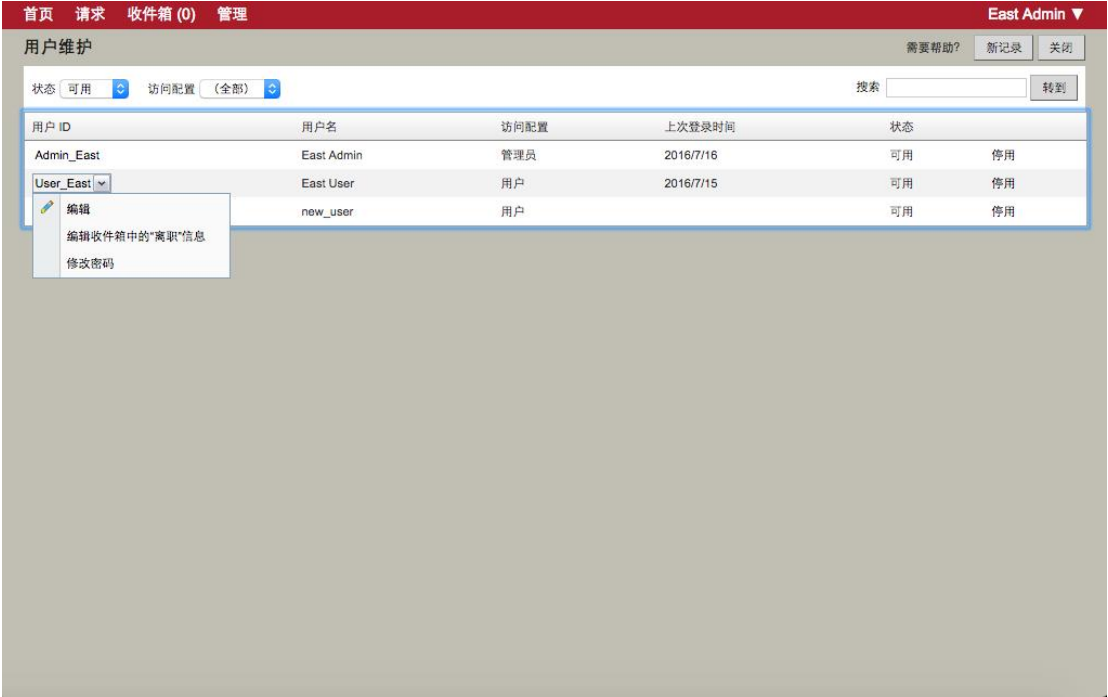 首页 请求 收件箱 (0) 管理 East Admin ▼
用户维护 需要帮助? 新记录 关闭
状态 可用 访问配置 (全部) 搜索 转到
用户 ID 用户名 访问配置 上次登录时间 状态
Admin_East East Admin 管理员 2016/7/16 可用 停用
User_East East User 用户 2016/7/15 可用 停用
编辑 new_user 用户 可用 停用
编辑收件箱中的“离职”信息
修改密码